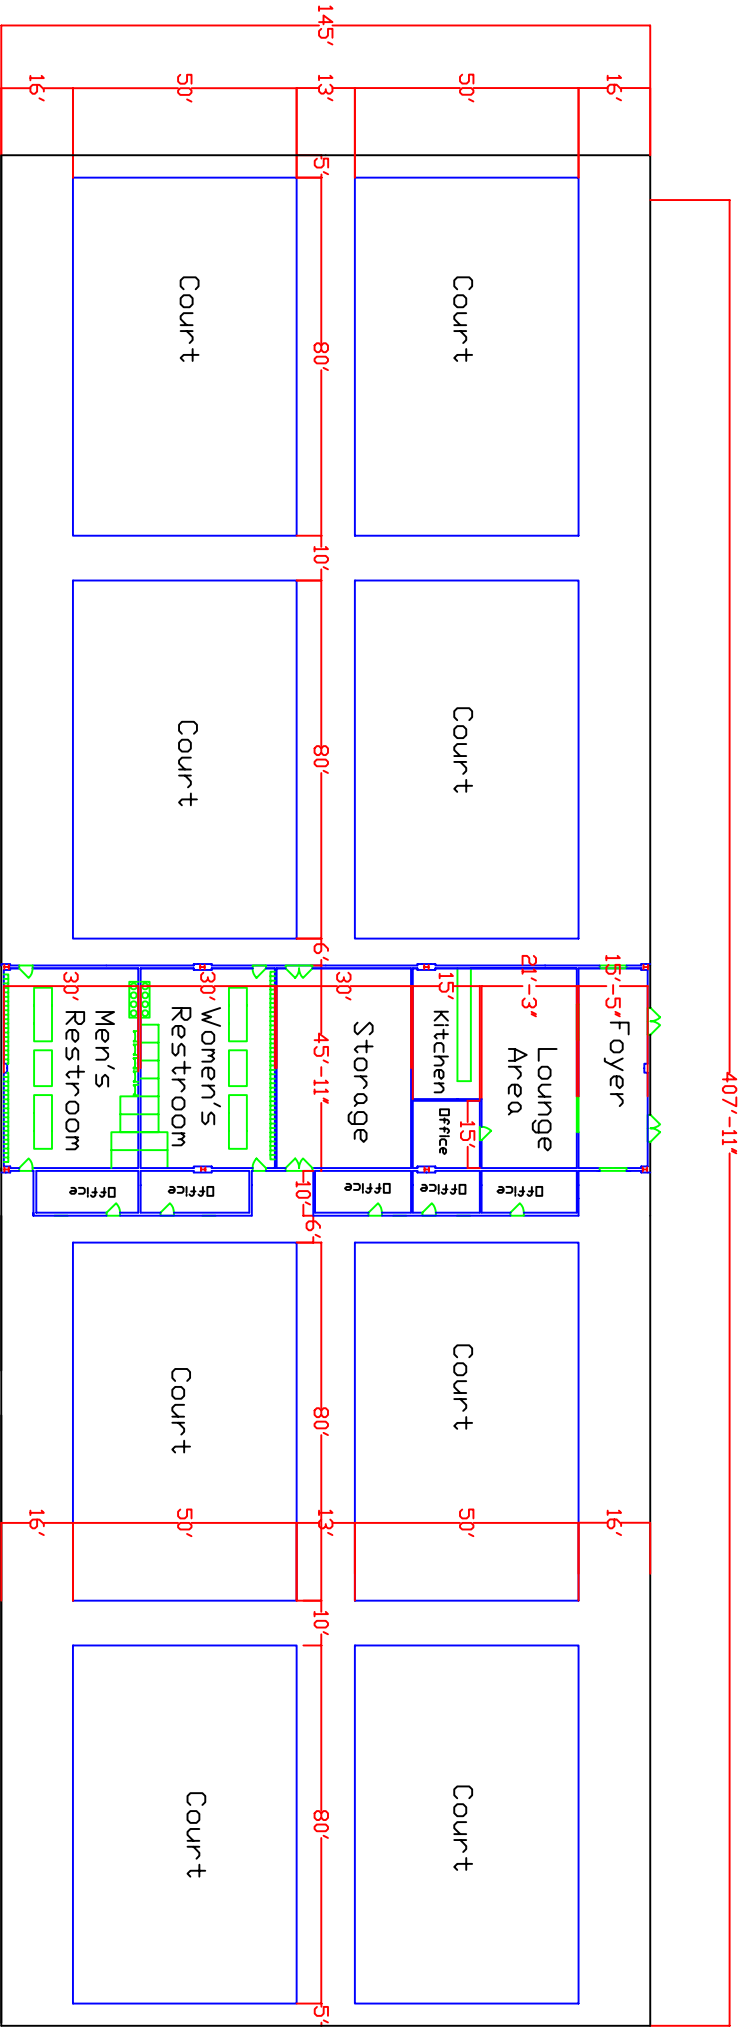 145'
16'
50'
13'
50'
16'
5'
407'-11"
Court
Court
80'
10'
Court
Court
80'
6'
15'-5"
Foyer
21'-3"
Lounge
Area
15'
Kitchen
Office
15'
30'
Storage
45'-11"
30'
Women's
Restroom
30'
Men's
Restroom
Office
Office
Office
Office
Office
10'
6'
Court
Court
80'
16'
50'
13'
50'
16'
10'
Court
Court
80'
5'